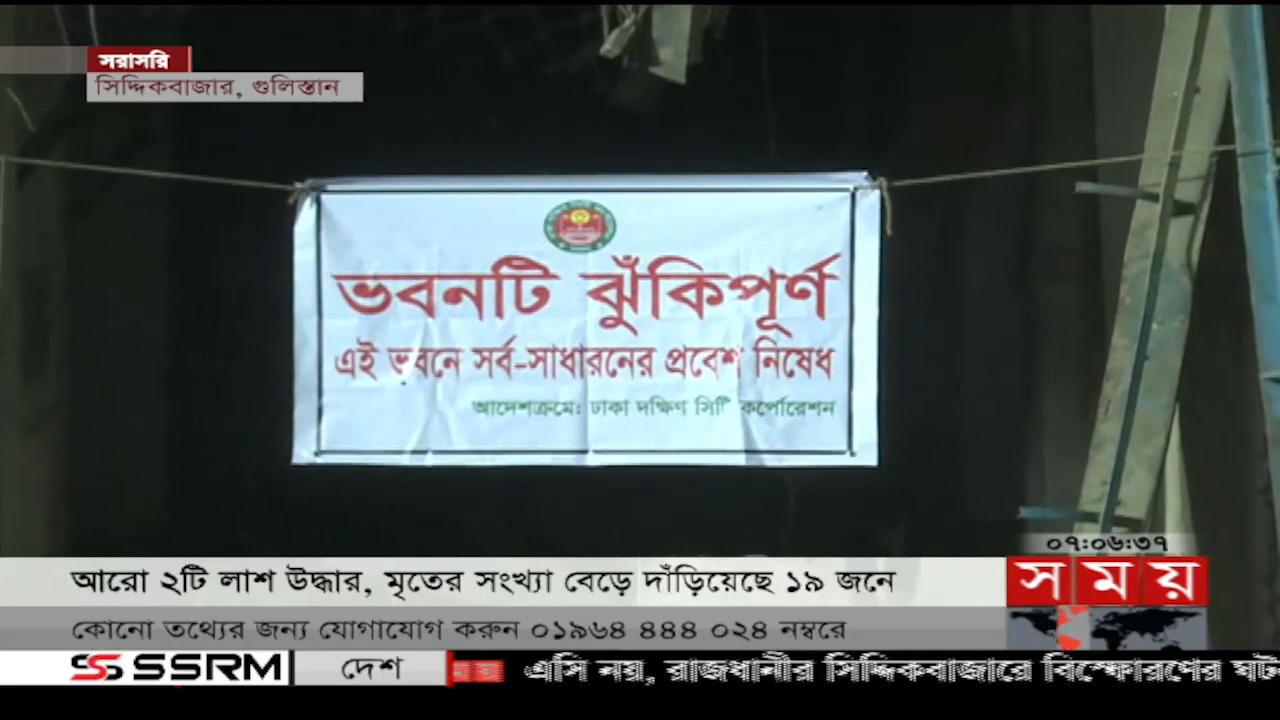 সরাসরি
সিদ্দিকবাজার, গুলিস্তান
ভবনটি ঝুঁকিপূর্ণ
এই ভবনে সর্ব-সাধারনের প্রবেশ নিষেধ
আদেশক্রমে: ঢাকা দক্ষিণ সিটি কর্পোরেশন
০৭:০৬:৩৭
আরো ২টি লাশ উদ্ধার, মৃতের সংখ্যা বেড়ে দাঁড়িয়েছে ১৯ জনে
সময়
কোনো তথ্যের জন্য যোগাযোগ করুন ০১৯৬৪ ৪৪৪ ০২৪ নম্বরে
SSRM দেশ এসি নয়, রাজধানীর সিদ্দিকবাজারে বিস্ফোরণের ঘট